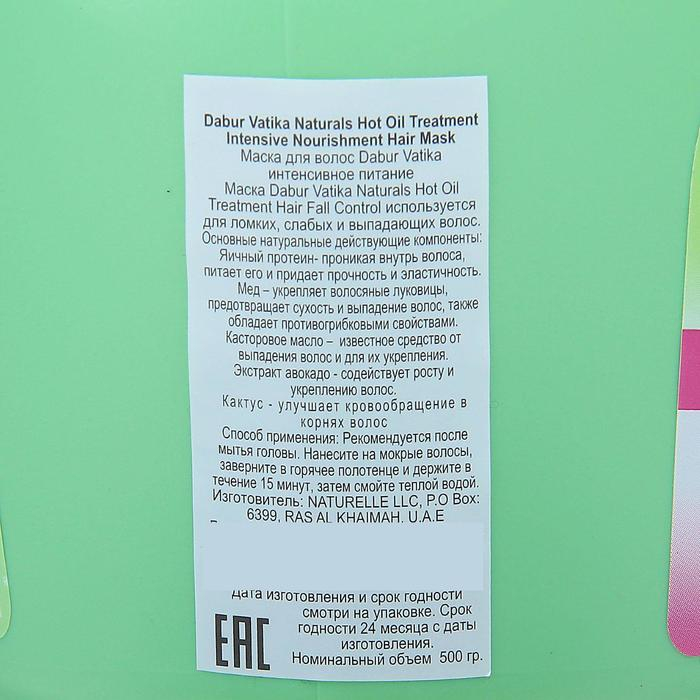 Dabur Vatika Naturals Hot Oil Treatment
Intensive Nourishment Hair Mask
Маска для волос Dabur Vatika
интенсивное питание
Маска Dabur Vatika Naturals Hot Oil
Treatment Hair Fall Control используется
для ломких, слабых и выпадающих волос.
Основные натуральные действующие компоненты:
Яичный протеин- проникая внутрь волоса,
питает его и придает прочность и эластичность.
Мед – укрепляет волосяные луковицы,
предотвращает сухость и выпадение волос, также
обладает противогрибковыми свойствами.
Касторовое масло – известное средство от
выпадения волос и для их укрепления.
Экстракт авокадо - содействует росту и
укреплению волос.
Кактус - улучшает кровообращение в
корнях волос
Способ применения: Рекомендуется после
мытья головы. Нанесите на мокрые волосы,
заверните в горячее полотенце и держите в
течение 15 минут, затем смойте теплой водой.
Изготовитель: NATURELLE LLC, P.O Box:
6399, RAS AL KHAIMAH, U.A.E
Дата изготовления и срок годности
смотри на упаковке. Срок
годности 24 месяца с даты
изготовления.
Номинальный объем 500 гр.
EAC